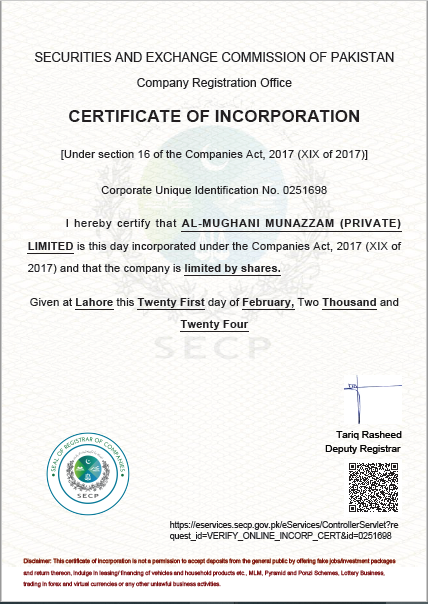 SECURITIES AND EXCHANGE COMMISSION OF PAKISTAN
Company Registration Office
CERTIFICATE OF INCORPORATION
[Under section 16 of the Companies Act, 2017 (XIX of 2017)]
Corporate Unique Identification No. 0251698
I hereby certify that AL-MUGHANI MUNAZZAM (PRIVATE)
LIMITED is this day incorporated under the Companies Act, 2017 (XIX of
2017) and that the company is limited by shares.
Given at Lahore this Twenty First day of February, Two Thousand and
Twenty Four
SECP
Tariq Rasheed
Deputy Registrar
SEAL OF REGISTRAR OF COMPANIES
SECP
https://eservices.secp.gov.pk/eServices/ControllerServlet?re
quest_id=VERIFY_ONLINE_INCORP_CERT&id=0251698
Disclaimer: This certificate of incorporation is not a permission to accept deposits from the general public by offering fake jobs/investment packages
and return thereon, indulge in leasing/ financing of vehicles and household products etc., MLM, Pyramid and Ponzi Schemes, Lottery Business,
trading in forex and virtual currencies or any other unlawful business activities.